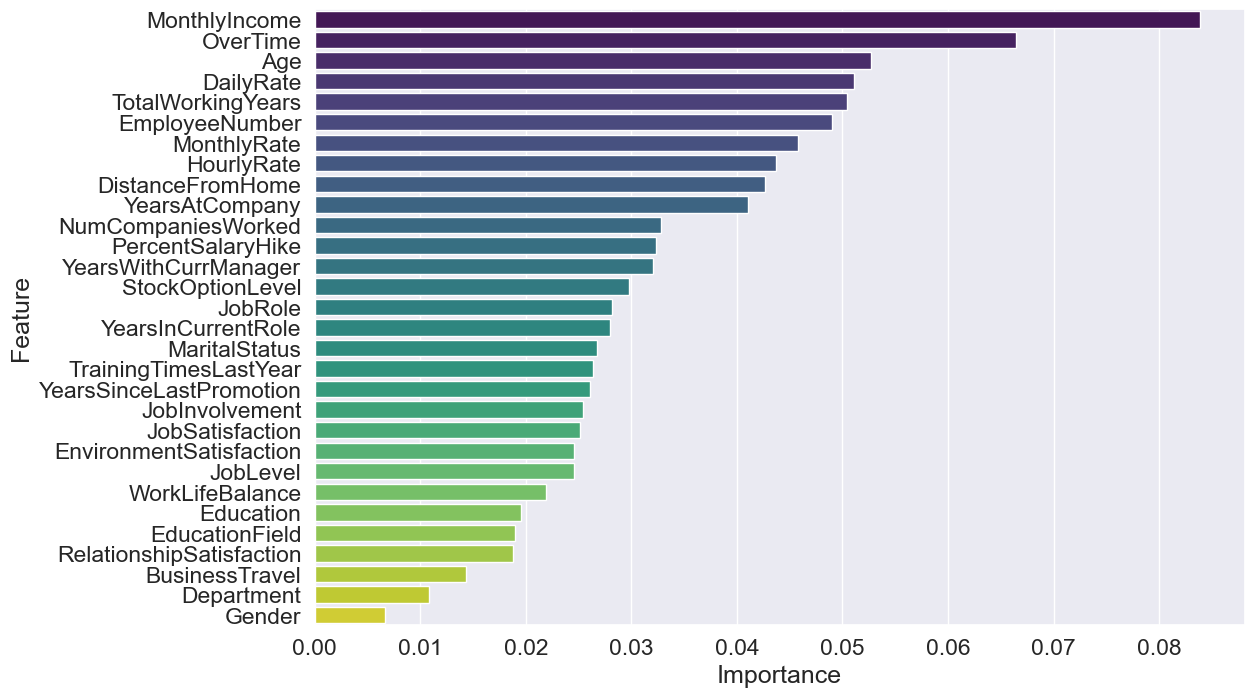 MonthlyIncome
OverTime
Age
DailyRate
TotalWorkingYears
EmployeeNumber
MonthlyRate
HourlyRate
DistanceFromHome
YearsAtCompany
NumCompaniesWorked
PercentSalaryHike
YearsWithCurrManager
StockOptionLevel
JobRole
YearsInCurrentRole
MaritalStatus
TrainingTimesLastYear
YearsSinceLastPromotion
JobInvolvement
JobSatisfaction
EnvironmentSatisfaction
JobLevel
WorkLifeBalance
Education
EducationField
RelationshipSatisfaction
BusinessTravel
Department
Gender
Feature
0.00 0.01 0.02 0.03 0.04 0.05 0.06 0.07 0.08
Importance